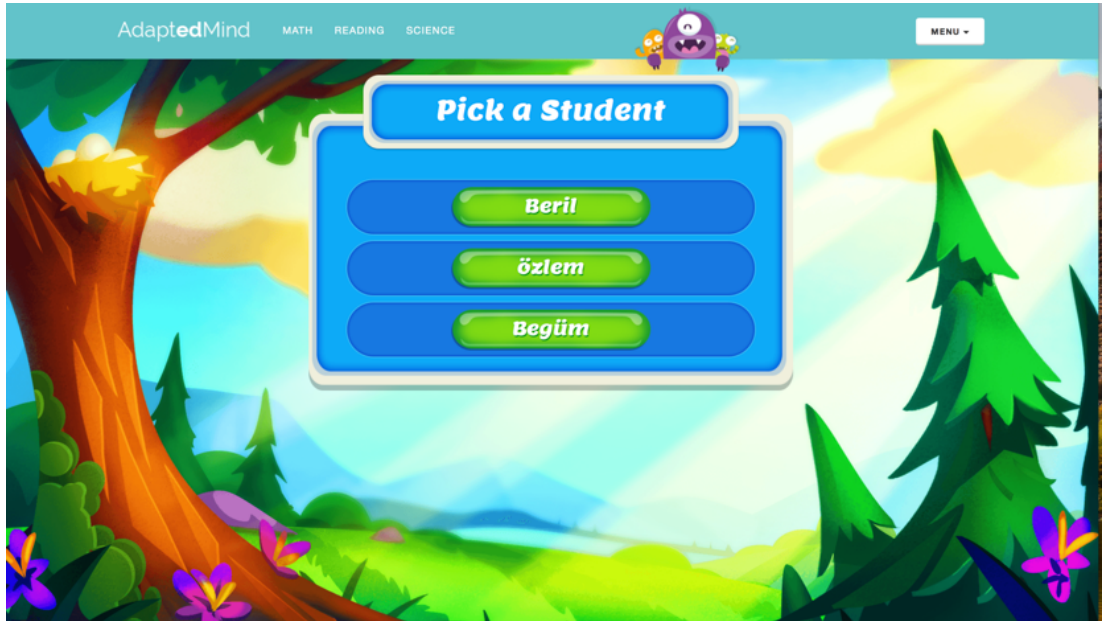 AdaptedMind MATH READING SCIENCE MENU
Pick a Student
Beril
özlem
Begüm